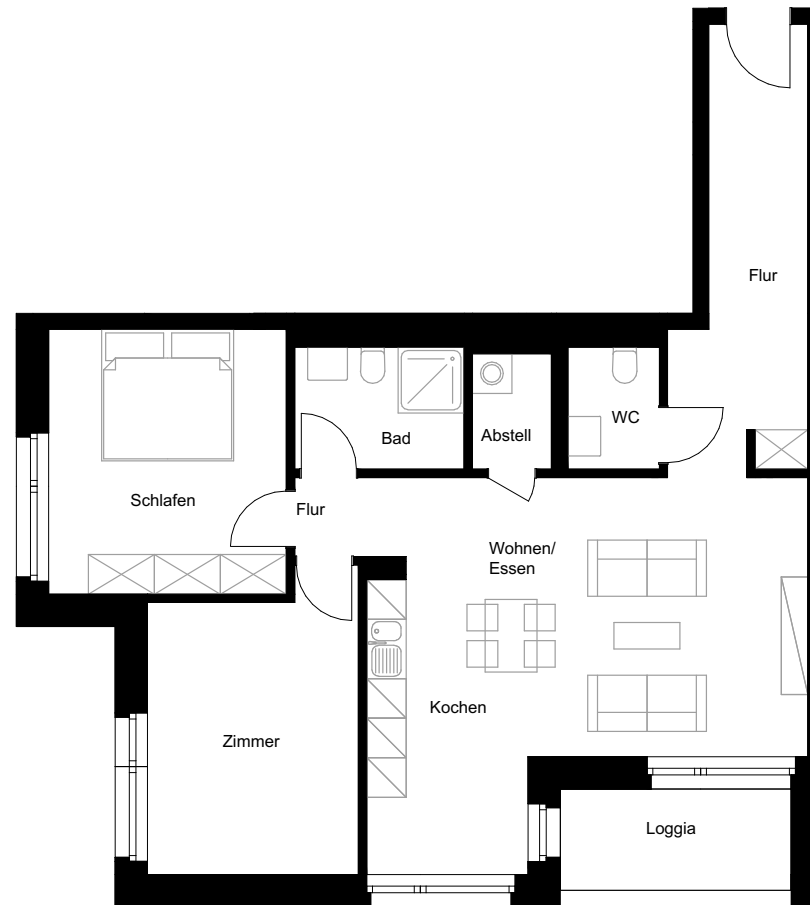 Flur
WC
Bad
Abstell
Schlafen
Flur
Wohnen/
Essen
Kochen
Zimmer
Loggia